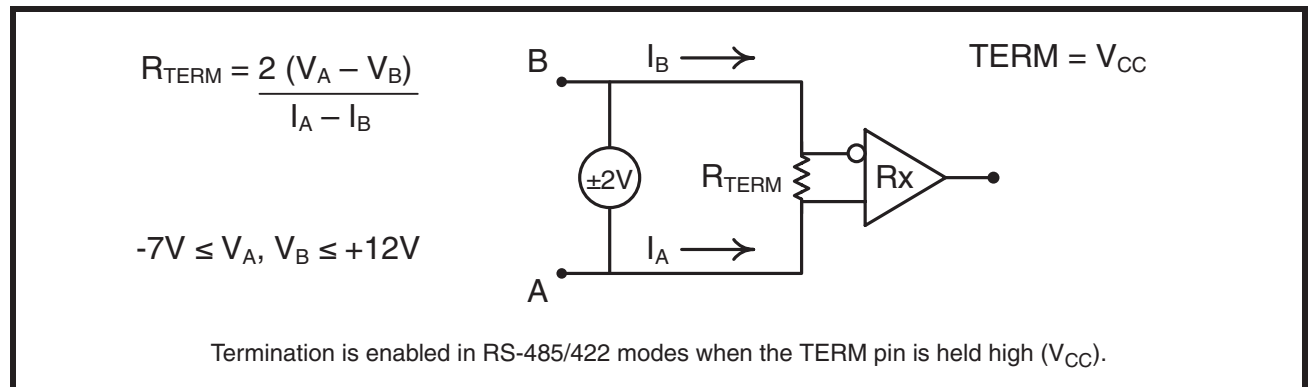 R_TERM = 2 (V_A – V_B)
I_A – I_B
-7V ≤ V_A, V_B ≤ +12V
B
I_B
±2V
R_TERM
Rx
I_A
A
TERM = V_CC
Termination is enabled in RS-485/422 modes when the TERM pin is held high (V_CC).